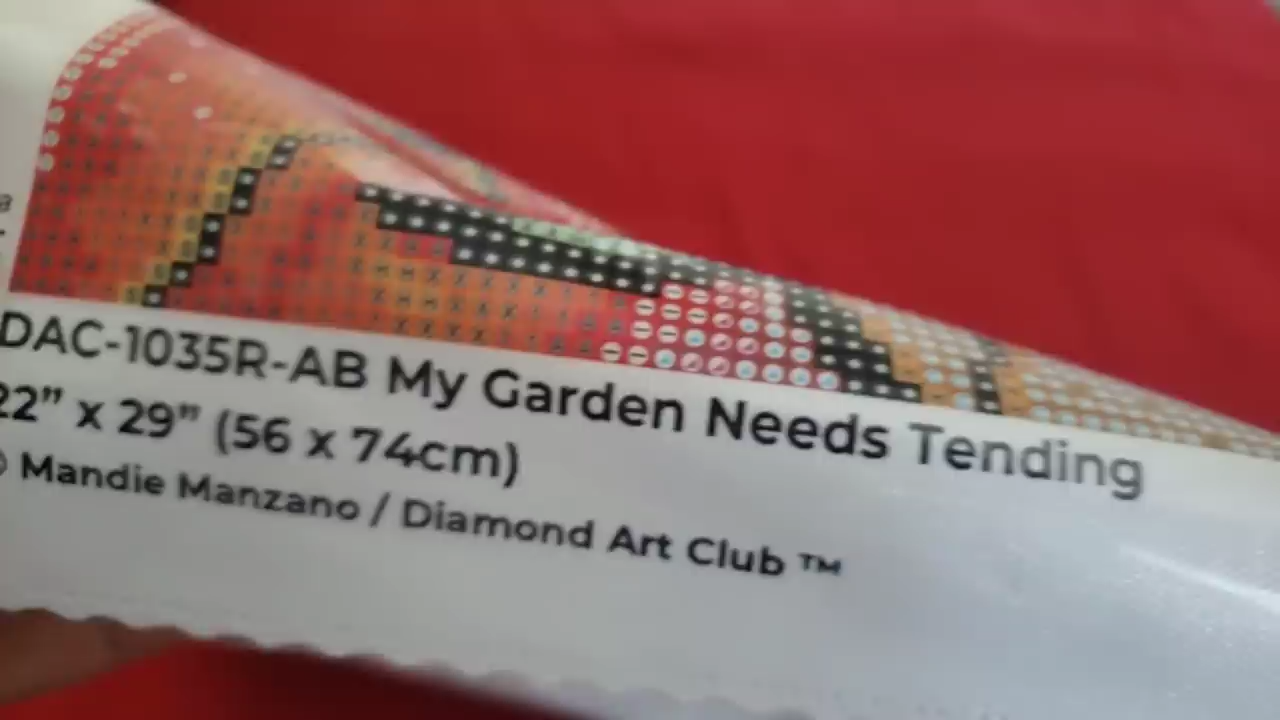 DAC-1035R-AB My Garden Needs Tending
22" x 29" (56 x 74cm)
© Mandie Manzano / Diamond Art Club ™